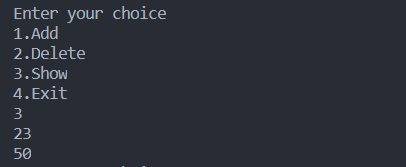 Enter your choice
1.Add
2.Delete
3.Show
4.Exit
3
23
50